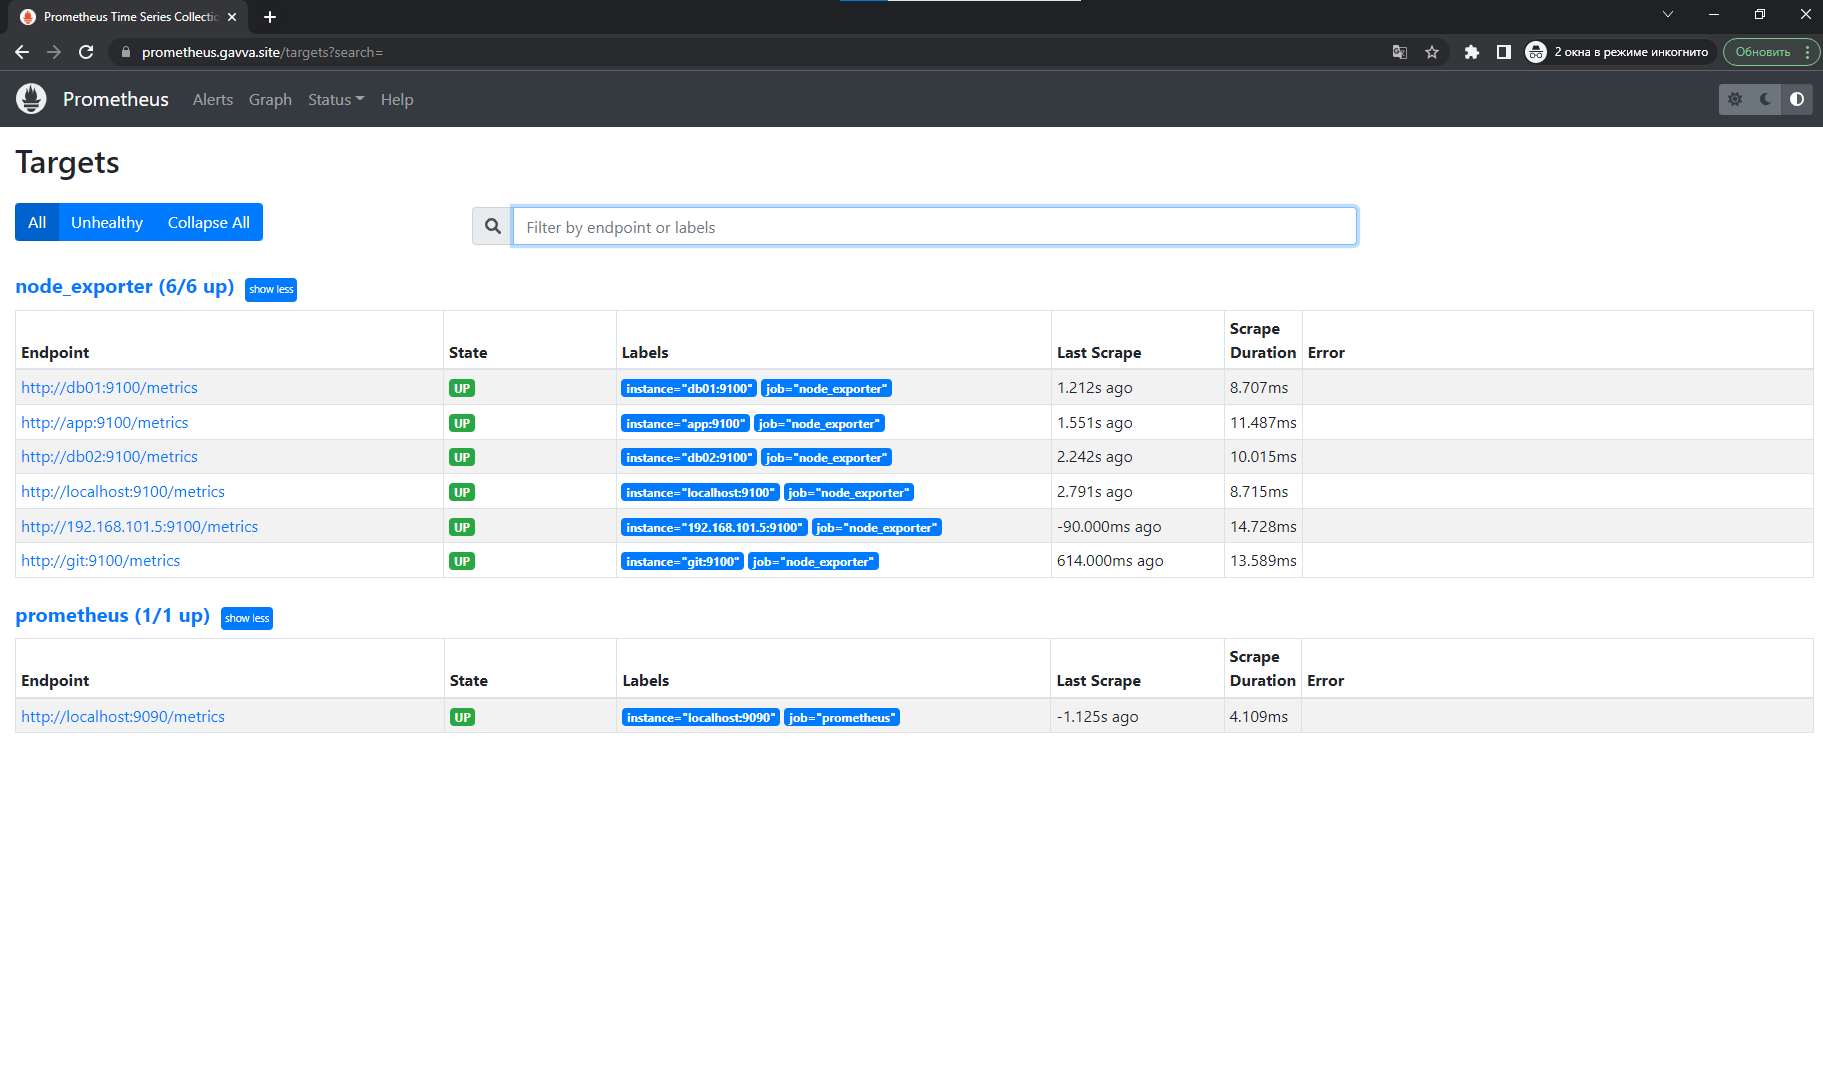 Prometheus Time Series Collectio
prometheus.gavva.site/targets?search=
2 окна в режиме инкогнито
Обновить
Prometheus Alerts Graph Status Help
Targets
All Unhealthy Collapse All
Filter by endpoint or labels
node_exporter (6/6 up) show less
Endpoint State Labels Last Scrape Scrape Duration Error
http://db01:9100/metrics UP instance="db01:9100" job="node_exporter" 1.212s ago 8.707ms
http://app:9100/metrics UP instance="app:9100" job="node_exporter" 1.551s ago 11.487ms
http://db02:9100/metrics UP instance="db02:9100" job="node_exporter" 2.242s ago 10.015ms
http://localhost:9100/metrics UP instance="localhost:9100" job="node_exporter" 2.791s ago 8.715ms
http://192.168.101.5:9100/metrics UP instance="192.168.101.5:9100" job="node_exporter" -90.000ms ago 14.728ms
http://git:9100/metrics UP instance="git:9100" job="node_exporter" 614.000ms ago 13.589ms
prometheus (1/1 up) show less
Endpoint State Labels Last Scrape Scrape Duration Error
http://localhost:9090/metrics UP instance="localhost:9090" job="prometheus" -1.125s ago 4.109ms